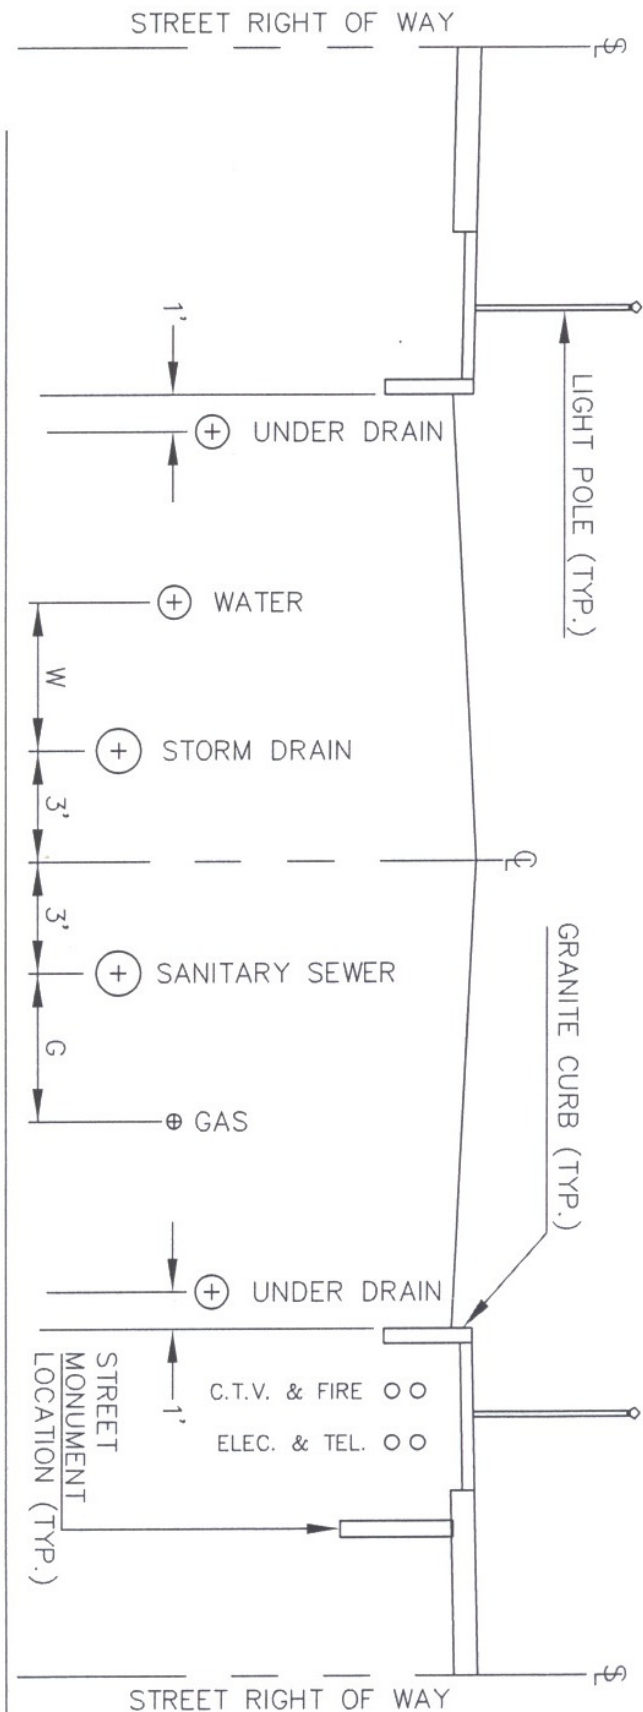 STREET RIGHT OF WAY
LIGHT POLE (TYP.)
1'
UNDER DRAIN
WATER
W
STORM DRAIN
3'
℄
3'
SANITARY SEWER
GRANITE CURB (TYP.)
G
GAS
UNDER DRAIN
1'
C.T.V. & FIRE
ELEC. & TEL.
STREET
MONUMENT
LOCATION (TYP.)
STREET RIGHT OF WAY